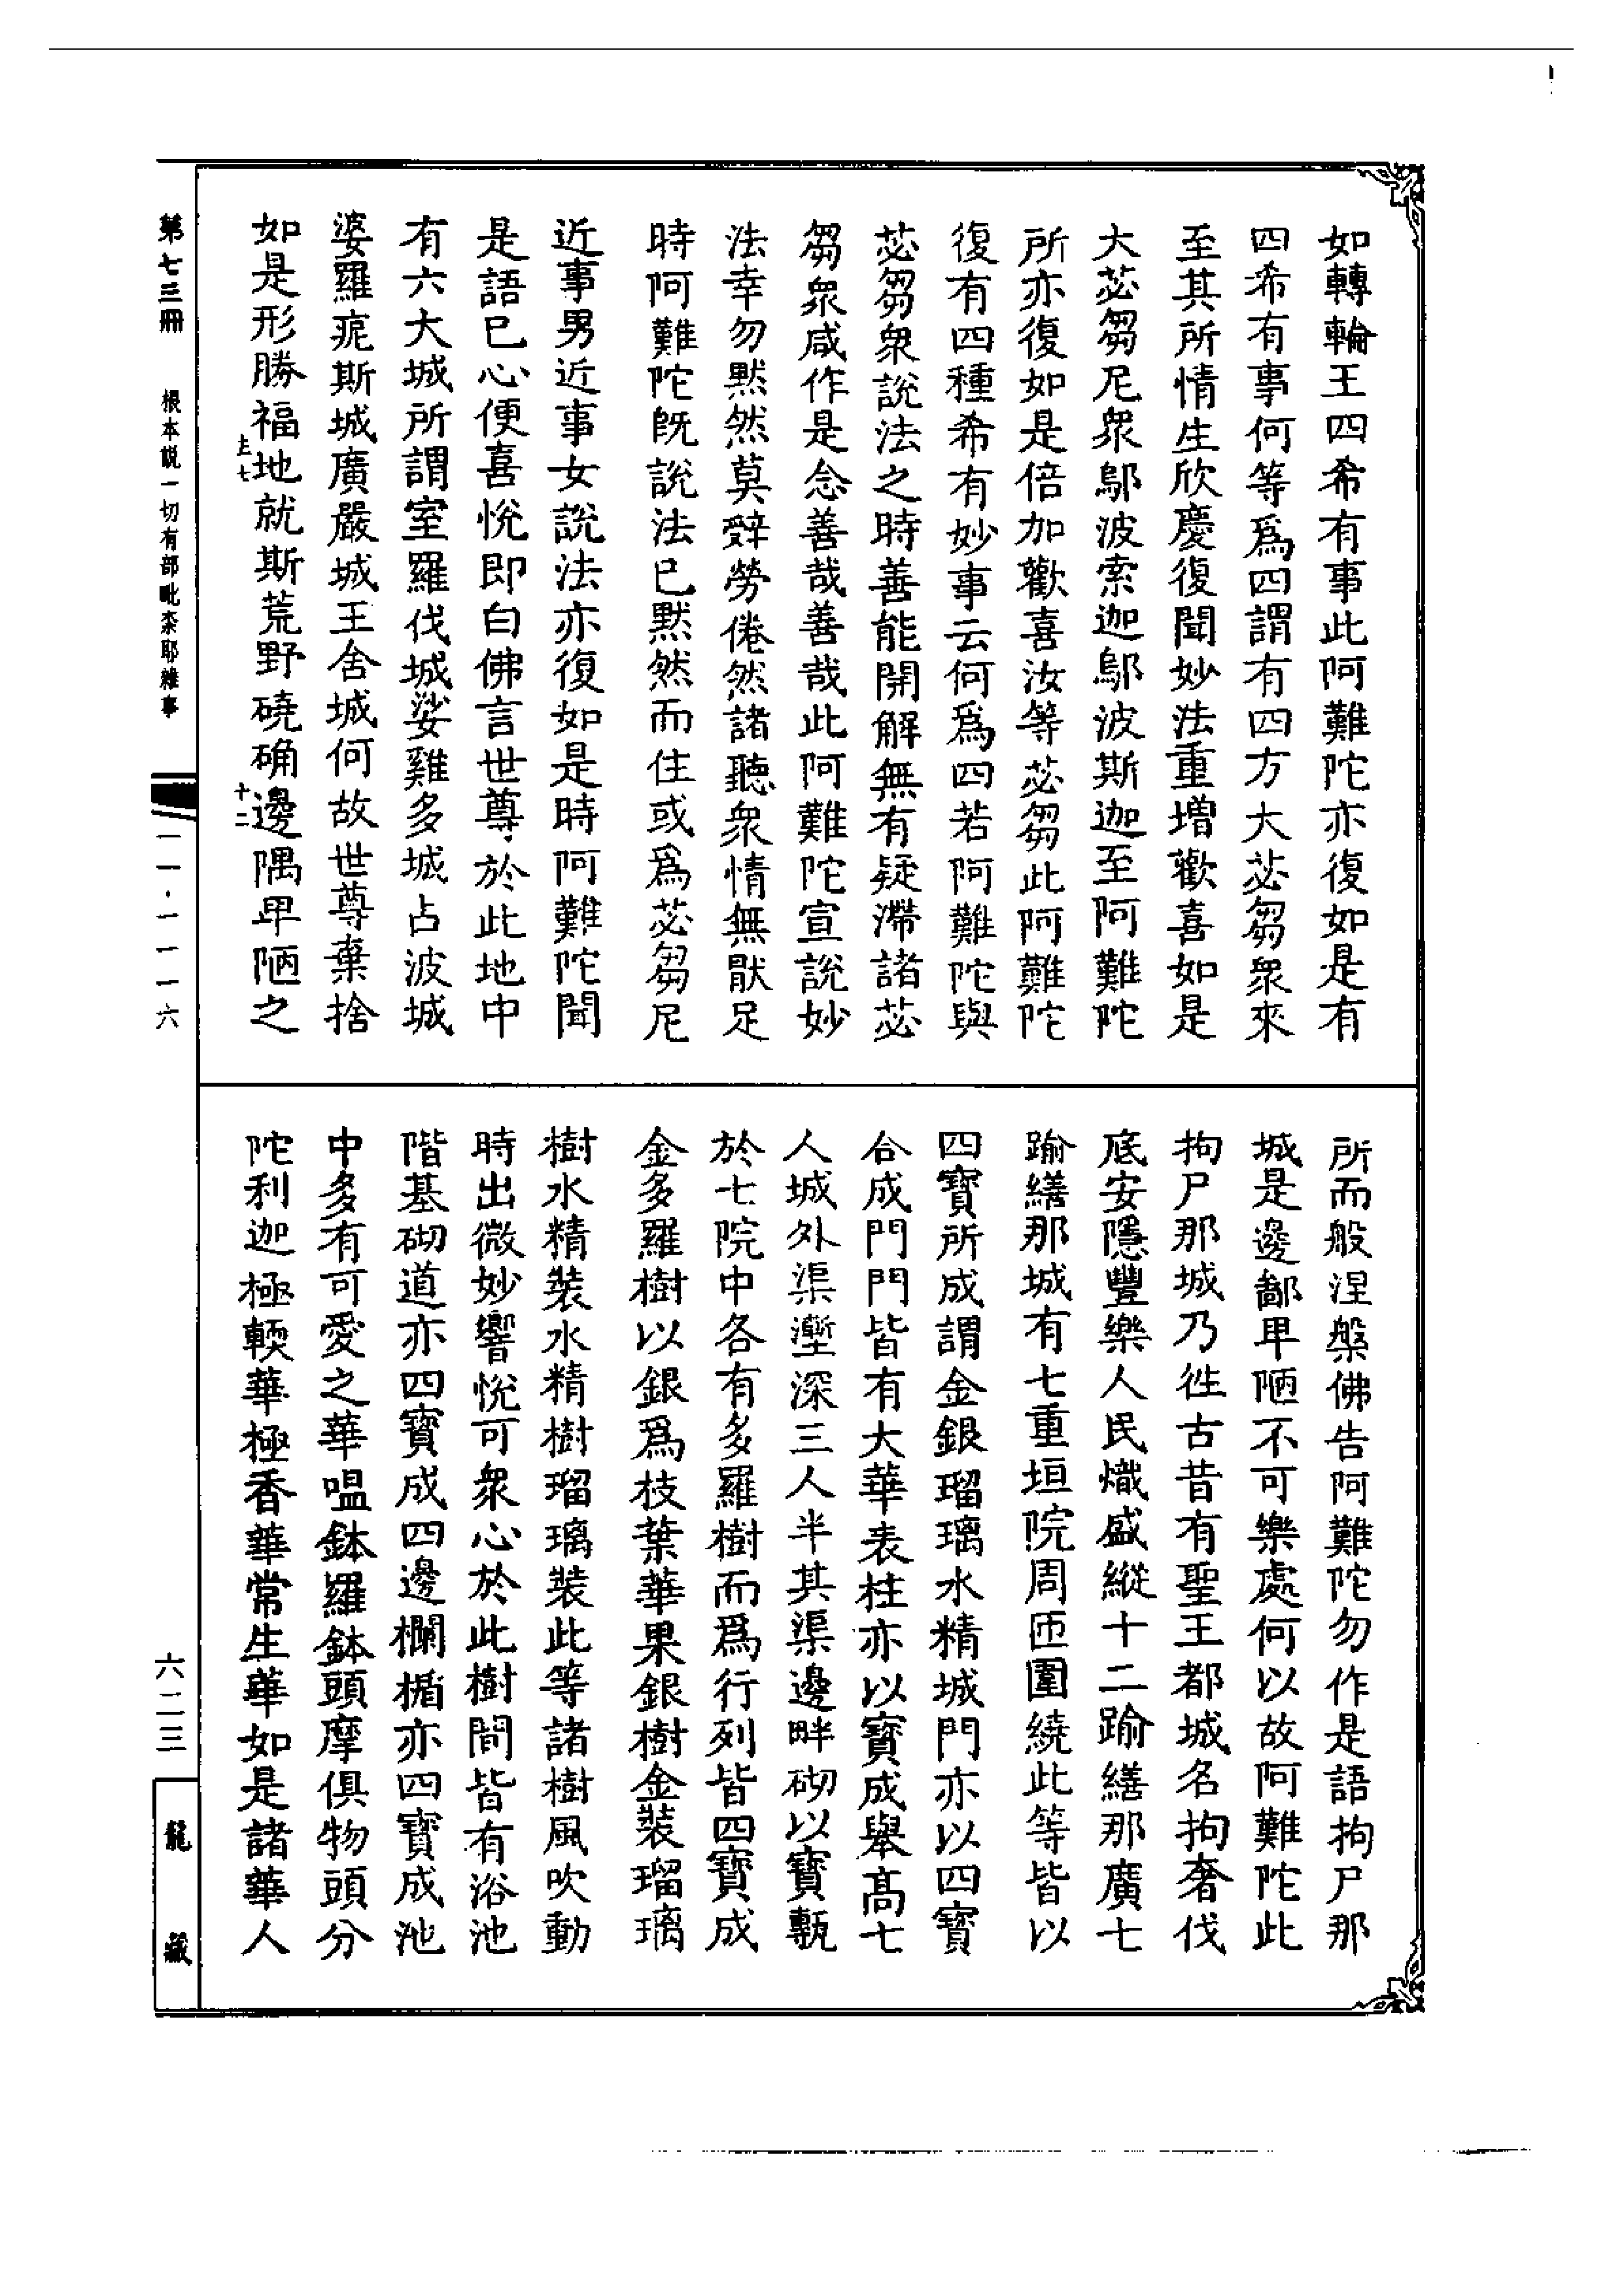 如轉輪王四希有事此阿難陀亦復如是有
四希有事何等爲四謂有四方大苾芻衆來
至其所情生欣慶復聞妙法重增歡喜如是
大苾芻尼衆鄔波索迦鄔波斯迦至阿難陀
所亦復如是倍加歡喜汝等苾芻此阿難陀
復有四種希有妙事云何爲四若阿難陀與
苾芻衆說法之時善能開解無有疑滯諸苾
芻衆咸作是念善哉善哉此阿難陀宣說妙
法幸勿默然莫辭勞倦然諸聽衆情無猒足
時阿難陀旣說法已默然而住或爲苾芻尼
近事男近事女說法亦復如是時阿難陀聞
是語已心便喜悅即白佛言世尊於此地中
有六大城所謂室羅伐城娑雞多城占波城
婆羅痆斯城廣嚴城王舍城何故世尊棄捨
如是形勝福地就斯荒野磽确邊隅卑陋之
所而般涅槃佛告阿難陀勿作是語拘尸那
城是邊鄙卑陋不可樂處何以故阿難陀此
拘尸那城乃徃古昔有聖王都城名拘奢伐
底安隱豐樂人民熾盛縱十二踰繕那廣七
踰繕那城有七重垣院周匝圍繞此等皆以
四寶所成謂金銀瑠璃水精城門亦以四寶
合成門門皆有大華表柱亦以寶成舉高七
人城外渠塹深三人半其渠邊畔砌以寶甎
於七院中各有多羅樹而爲行列皆四寶成
金多羅樹以銀爲枝葉華果銀樹金裝瑠璃
樹水精裝水精樹瑠璃裝此等諸樹風吹動
時出微妙響悅可衆心於此樹間皆有浴池
階基砌道亦四寶成四邊欄楯亦四寶成池
中多有可愛之華嗢鉢羅鉢頭摩俱物頭分
陀利迦極輭華極香華常生華如是諸華人
第七三冊 根本説一切有部毗柰耶雜事 一一·一一一六 六二三 龍藏
十二